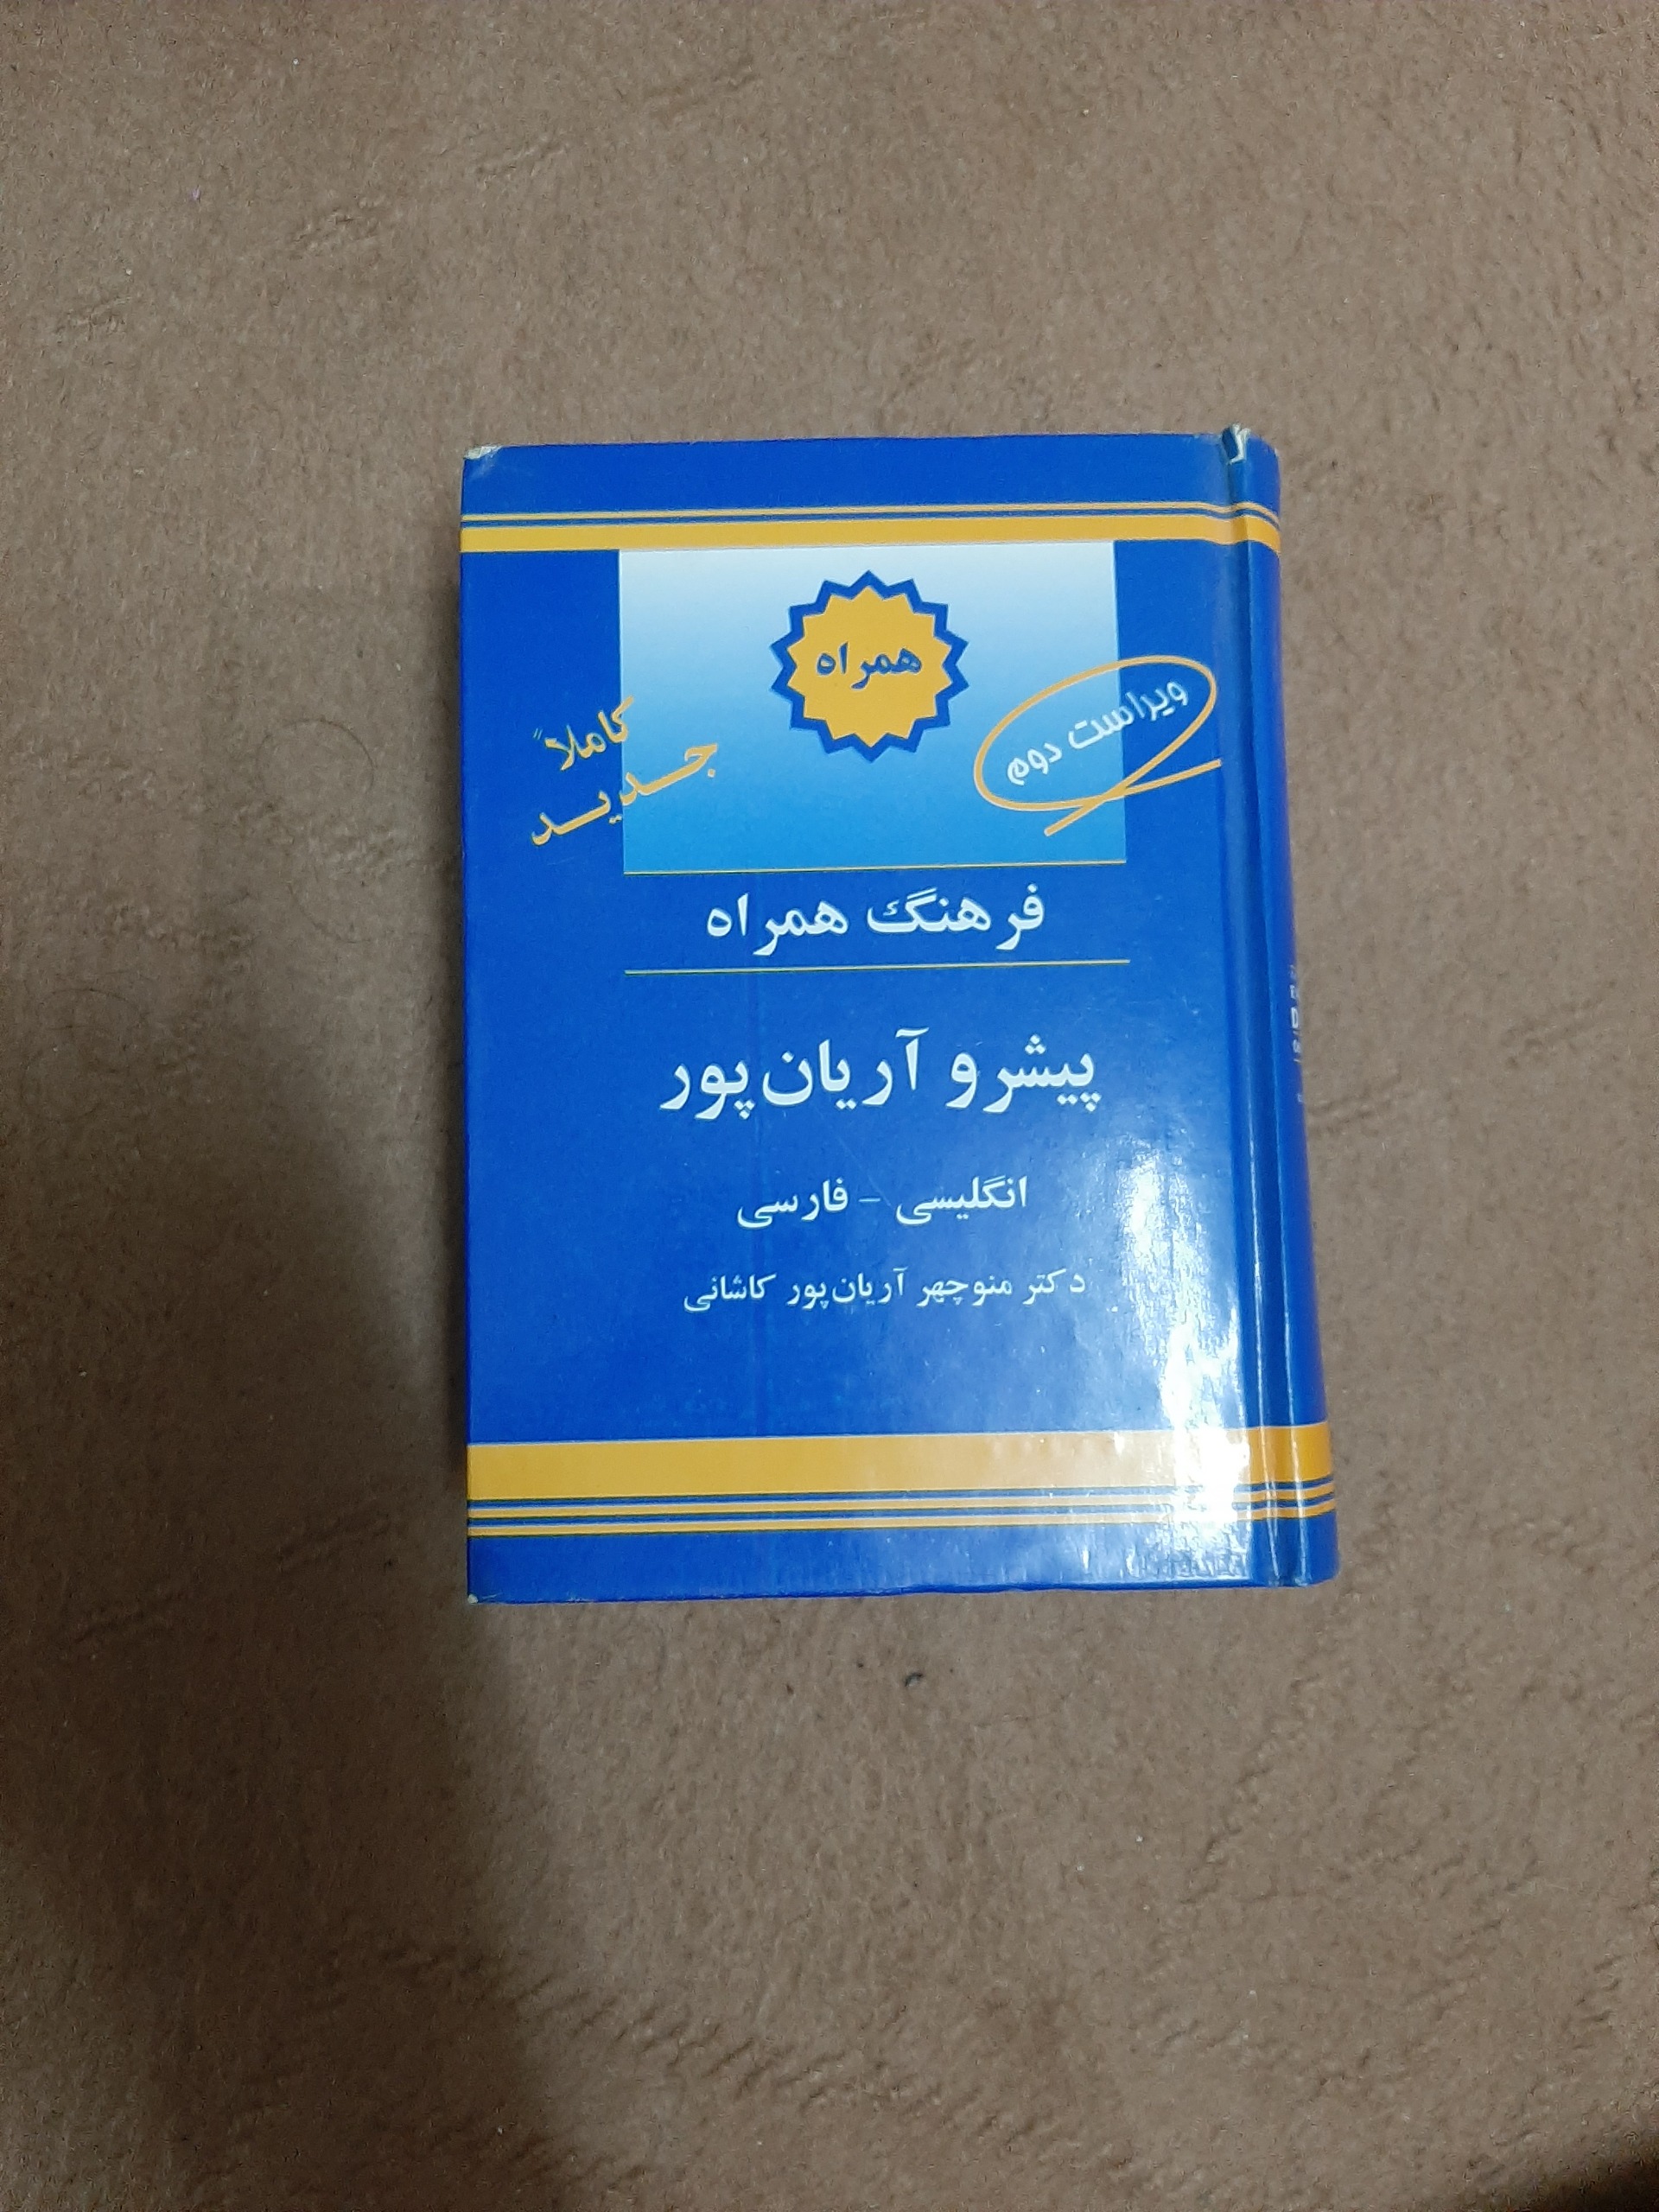 همراه
ویراست دوم
کاملاً
جدید
فرهنگ همراه
پیشرو آریان‌پور
انگلیسی - فارسی
دکتر منوچهر آریان‌پور کاشانی